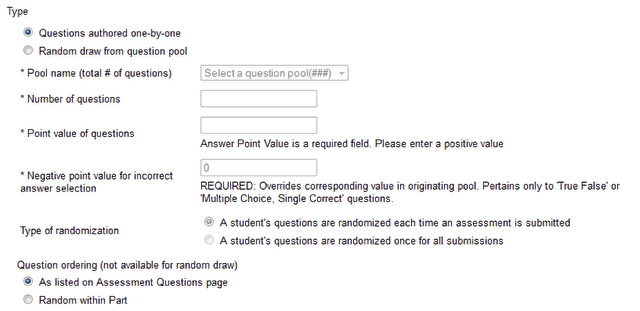 Type
Questions authored one-by-one
Random draw from question pool
* Pool name (total # of questions) Select a question pool(###)
* Number of questions
* Point value of questions
Answer Point Value is a required field. Please enter a positive value
* Negative point value for incorrect answer selection 0
REQUIRED: Overrides corresponding value in originating pool. Pertains only to 'True False' or
'Multiple Choice, Single Correct' questions.
Type of randomization
A student's questions are randomized each time an assessment is submitted
A student's questions are randomized once for all submissions
Question ordering (not available for random draw)
As listed on Assessment Questions page
Random within Part